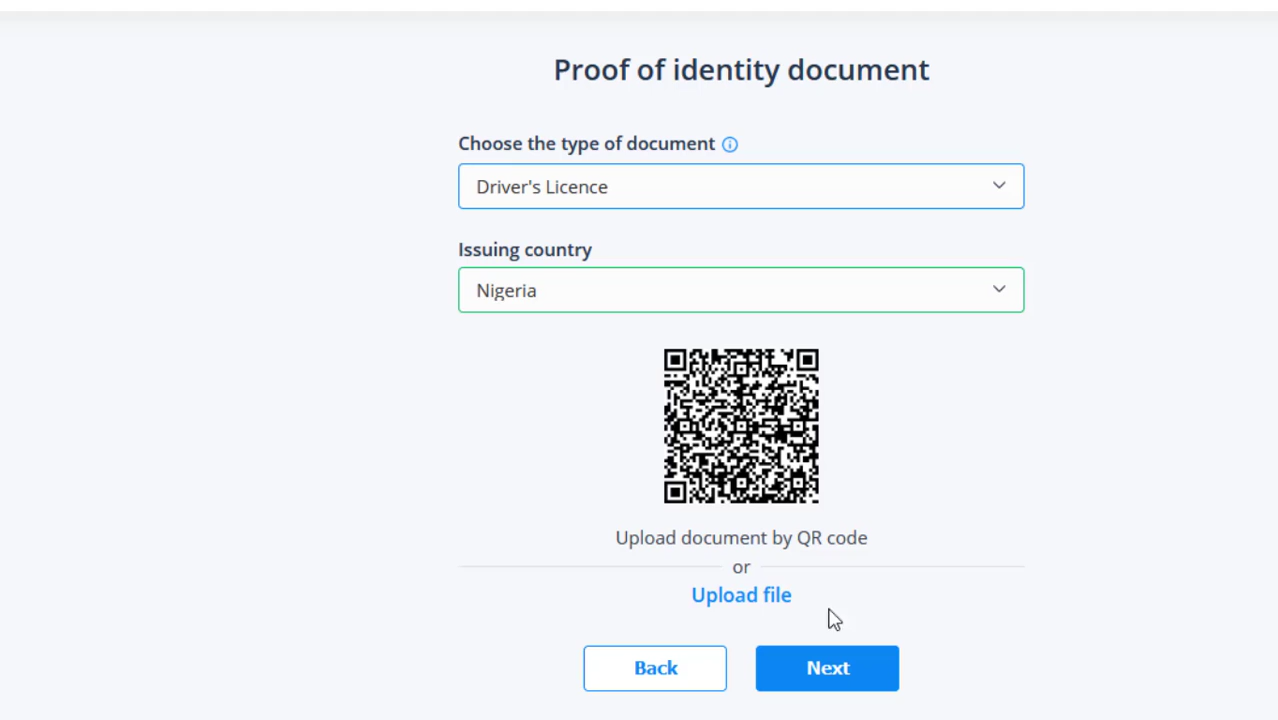 Proof of identity document
Choose the type of document
Driver's Licence
Issuing country
Nigeria
Upload document by QR code
or
Upload file
Back
Next